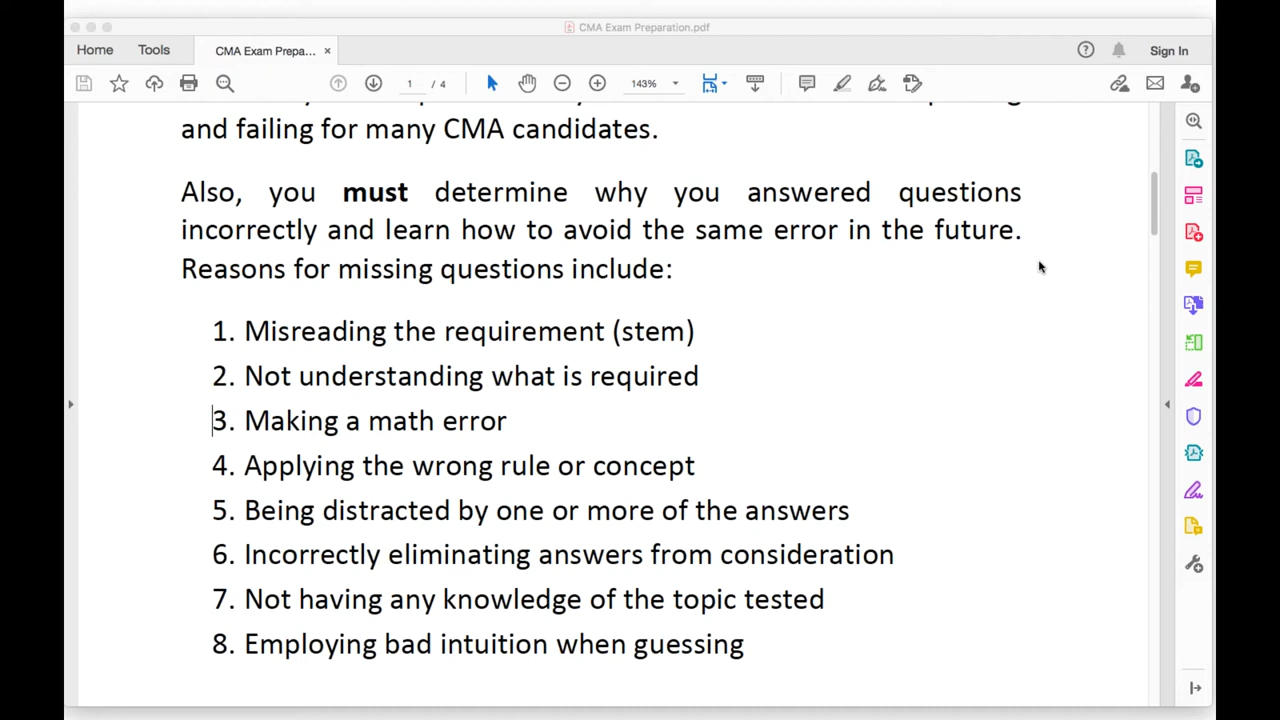 CMA Exam Preparation.pdf
Home Tools CMA Exam Prepa... × Sign In
1 / 4 143%
and failing for many CMA candidates.
Also, you must determine why you answered questions
incorrectly and learn how to avoid the same error in the future.
Reasons for missing questions include:
1. Misreading the requirement (stem)
2. Not understanding what is required
3. Making a math error
4. Applying the wrong rule or concept
5. Being distracted by one or more of the answers
6. Incorrectly eliminating answers from consideration
7. Not having any knowledge of the topic tested
8. Employing bad intuition when guessing